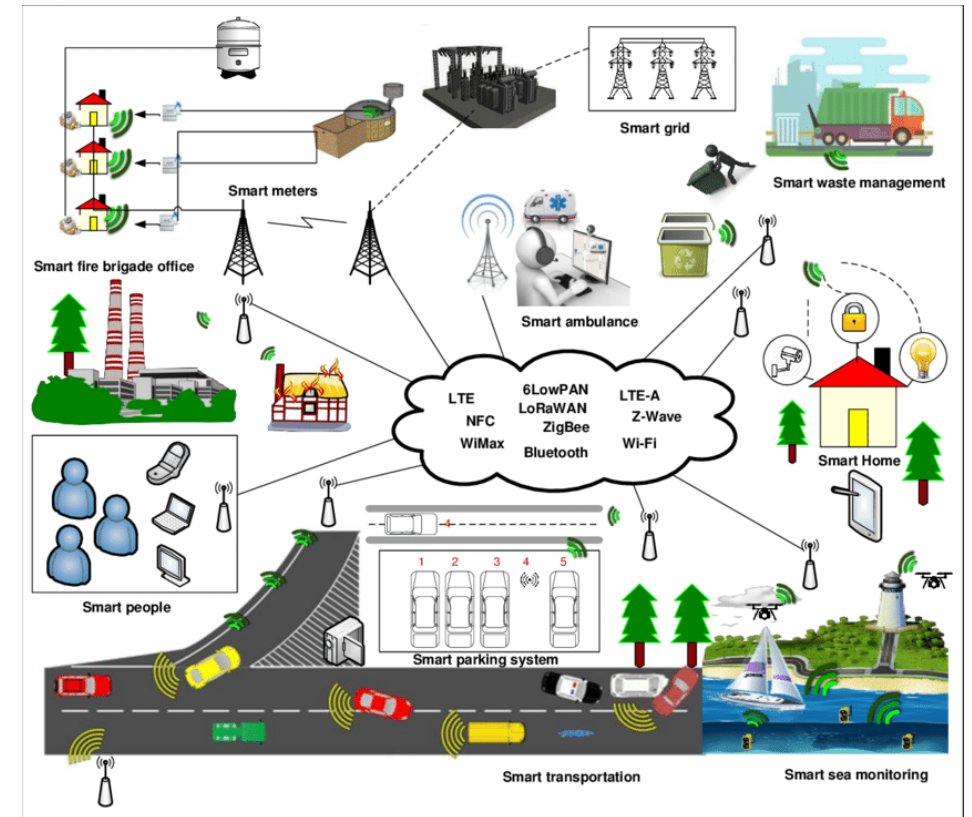 Smart grid
Smart waste management
Smart meters
Smart fire brigade office
Smart ambulance
LTE
6LowPAN
LTE-A
NFC
LoRaWAN
Z-Wave
ZigBee
WiMax
Bluetooth
Wi-Fi
Smart Home
4
1 2 3 4 5
Smart people
Smart parking system
Smart transportation
Smart sea monitoring